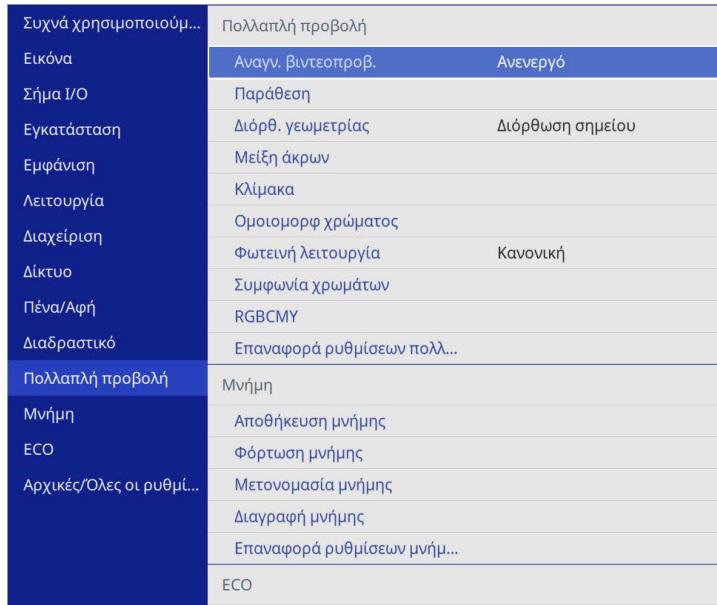 Συχνά χρησιμοποιούμ...
Εικόνα
Σήμα I/O
Εγκατάσταση
Εμφάνιση
Λειτουργία
Διαχείριση
Δίκτυο
Πένα/Αφή
Διαδραστικό
Πολλαπλή προβολή
Μνήμη
ECO
Αρχικές/Όλες οι ρυθμί...
Πολλαπλή προβολή
Αναγν. βιντεοπροβ. Ανενεργό
Παράθεση
Διόρθ. γεωμετρίας Διόρθωση σημείου
Μείξη άκρων
Κλίμακα
Ομοιομορφ χρώματος
Φωτεινή λειτουργία Κανονική
Συμφωνία χρωμάτων
RGBCMY
Επαναφορά ρυθμίσεων πολλ...
Μνήμη
Αποθήκευση μνήμης
Φόρτωση μνήμης
Μετονομασία μνήμης
Διαγραφή μνήμης
Επαναφορά ρυθμίσεων μνήμ...
ECO